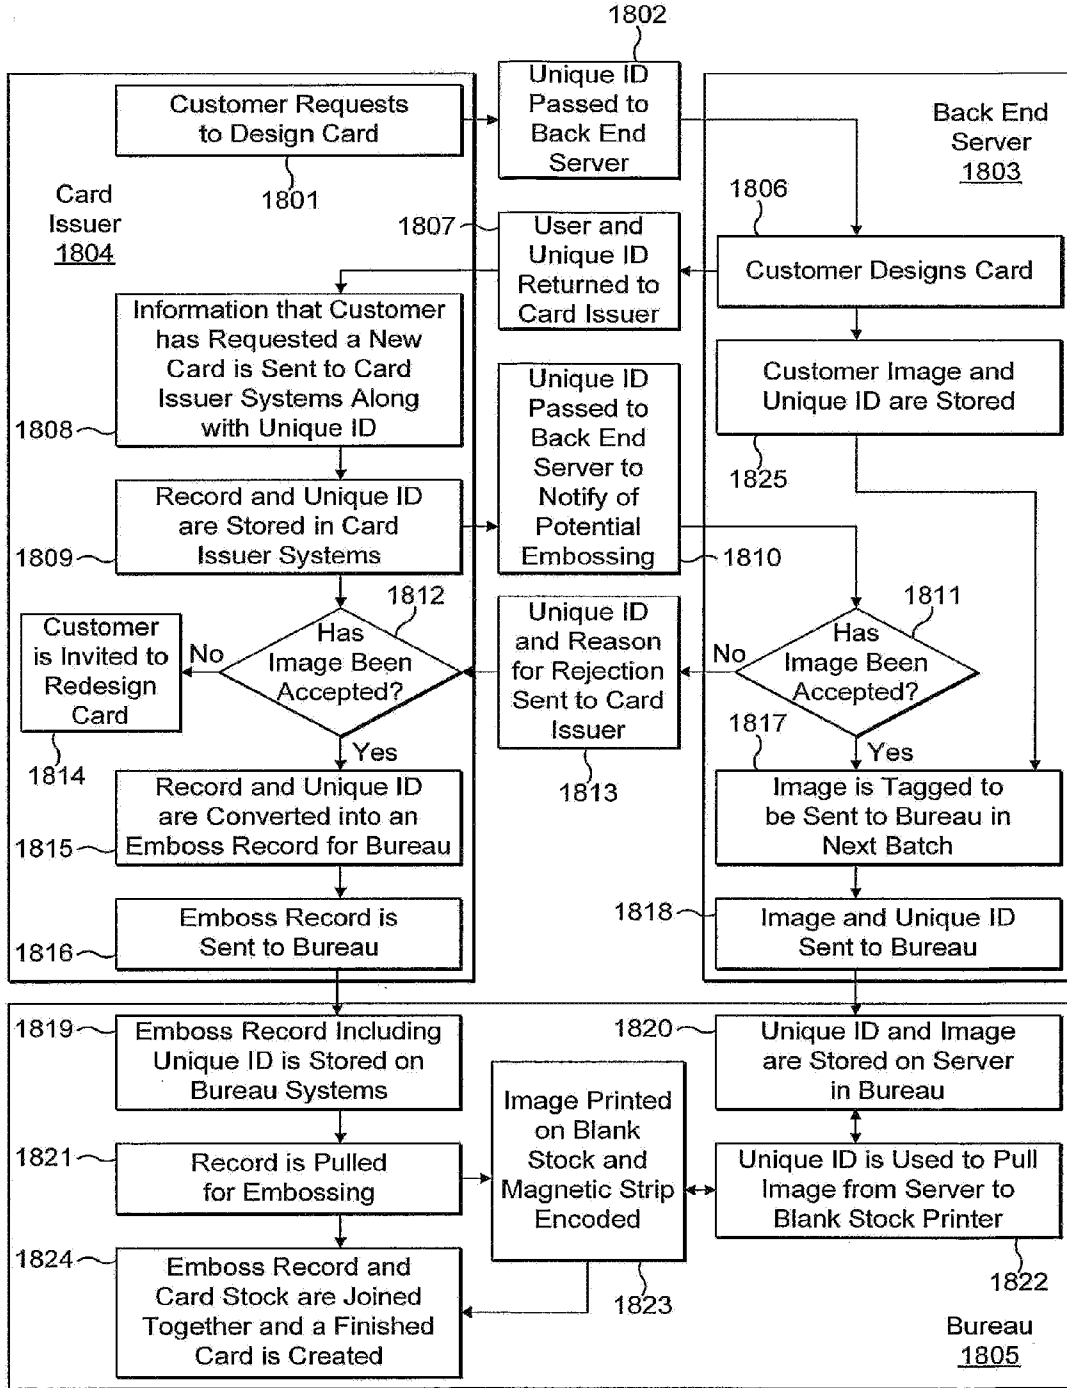 1802
Unique ID
Passed to
Back End
Server
Customer Requests
to Design Card
1801
Back End
Server
1803
Card
Issuer
1804
1807
User and
Unique ID
Returned to
Card Issuer
1806
Customer Designs Card
Information that Customer
has Requested a New
Card is Sent to Card
Issuer Systems Along
with Unique ID
1808
Unique ID
Passed to
Back End
Server to
Notify of
Potential
Embossing
1810
Customer Image and
Unique ID are Stored
1825
Record and Unique ID
are Stored in Card
Issuer Systems
1809
1812
Has
Image Been
Accepted?
No
Yes
Customer
is Invited to
Redesign
Card
1814
Unique ID
and Reason
for Rejection
Sent to Card
Issuer
1813
1811
Has
Image Been
Accepted?
No
Yes
1817
Record and Unique ID
are Converted into an
Emboss Record for Bureau
1815
Image is Tagged to
be Sent to Bureau in
Next Batch
Emboss Record is
Sent to Bureau
1816
1818
Image and Unique ID
Sent to Bureau
1819
Emboss Record Including
Unique ID is Stored on
Bureau Systems
1820
Unique ID and Image
are Stored on Server
in Bureau
1821
Record is Pulled
for Embossing
Image Printed
on Blank
Stock and
Magnetic Strip
Encoded
1823
Unique ID is Used to Pull
Image from Server to
Blank Stock Printer
1822
1824
Emboss Record and
Card Stock are Joined
Together and a Finished
Card is Created
Bureau
1805